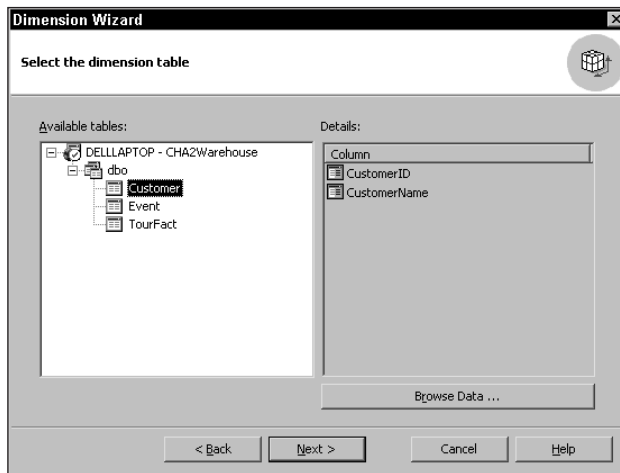 Dimension Wizard
Select the dimension table
Available tables:
DELLLAPTOP - CHA2Warehouse
dbo
Customer
Event
TourFact
Details:
Column
CustomerID
CustomerName
Browse Data ...
< Back
Next >
Cancel
Help